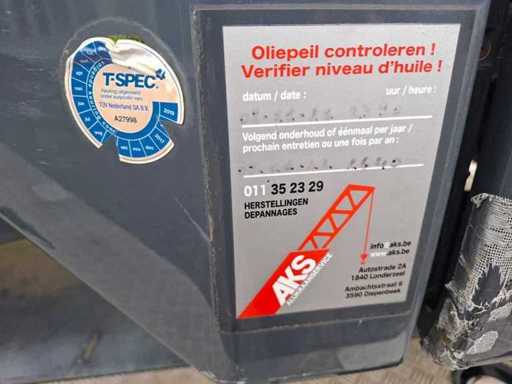 T-SPEC
TÜV Nederland QA B.V.
A27998
Oliepeil controleren !
Verifier niveau d'huile !
datum / date : uur / heure :
Volgend onderhoud of éénmaal per jaar /
prochain entretien ou une fois par an :
011 35 23 29
HERSTELLINGEN
DEPANNAGES
AKS
info@aks.be
www.aks.be
Autostrade 2A
1840 Londerzeel
Ambachtsstraat 6
3590 Diepenbeek